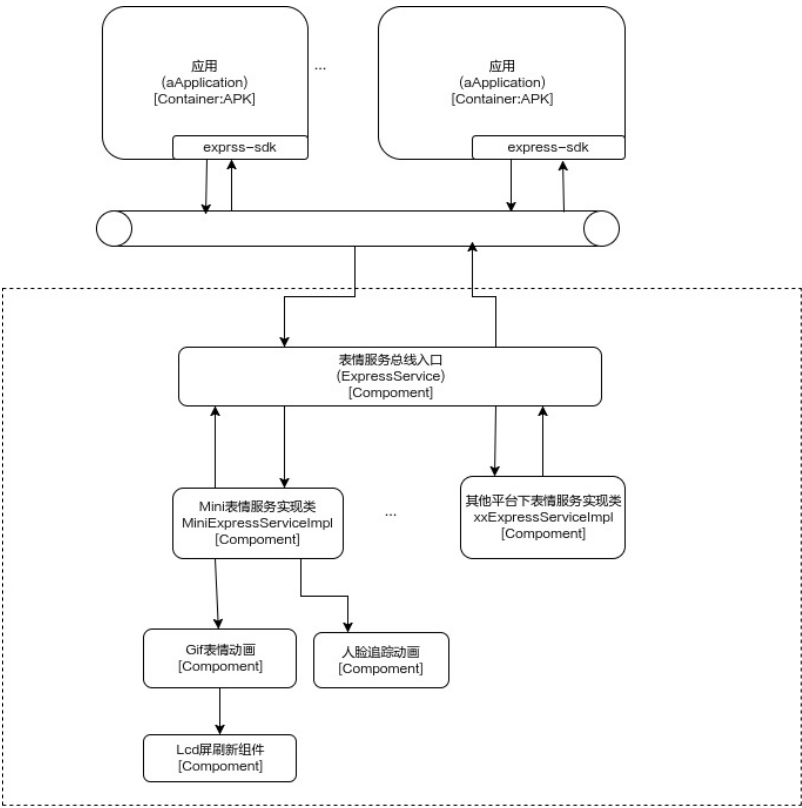 应用
(aApplication)
[Container:APK]
exprss-sdk
...
应用
(aApplication)
[Container:APK]
express-sdk
表情服务总线入口
(ExpressService)
[Compoment]
Mini表情服务实现类
MiniExpressServiceImpl
[Compoment]
...
其他平台下表情服务实现类
xxExpressServiceImpl
[Compoment]
Gif表情动画
[Compoment]
人脸追踪动画
[Compoment]
Lcd屏刷新组件
[Compoment]